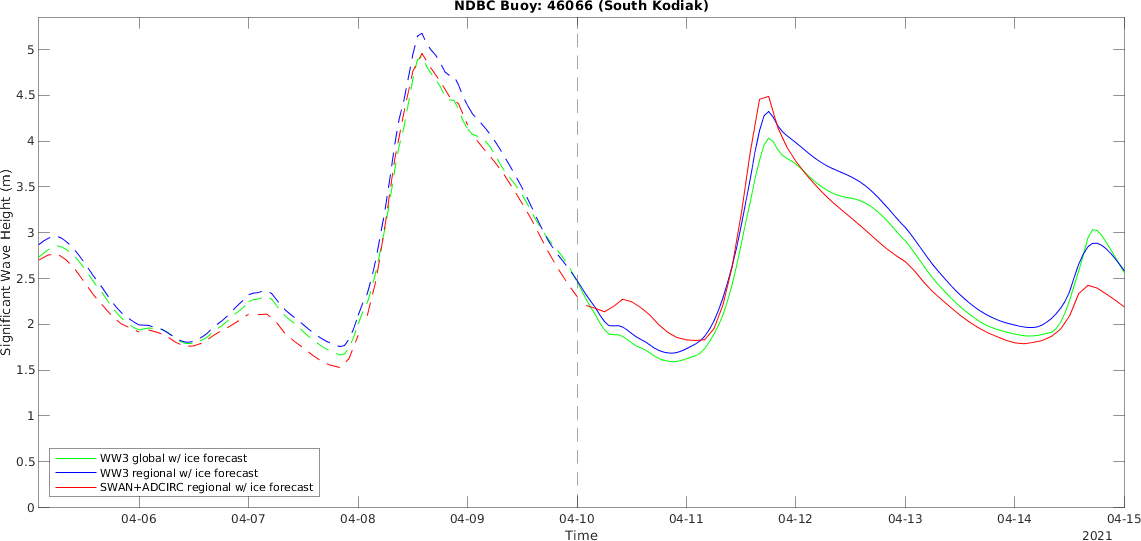 NDBC Buoy: 46066 (South Kodiak)
Significant Wave Height (m)
5
4.5
4
3.5
3
2.5
2
1.5
1
0.5
0
WW3 global w/ ice forecast
WW3 regional w/ ice forecast
SWAN+ADCIRC regional w/ ice forecast
04-06 04-07 04-08 04-09 04-10 04-11 04-12 04-13 04-14 04-15
Time
2021